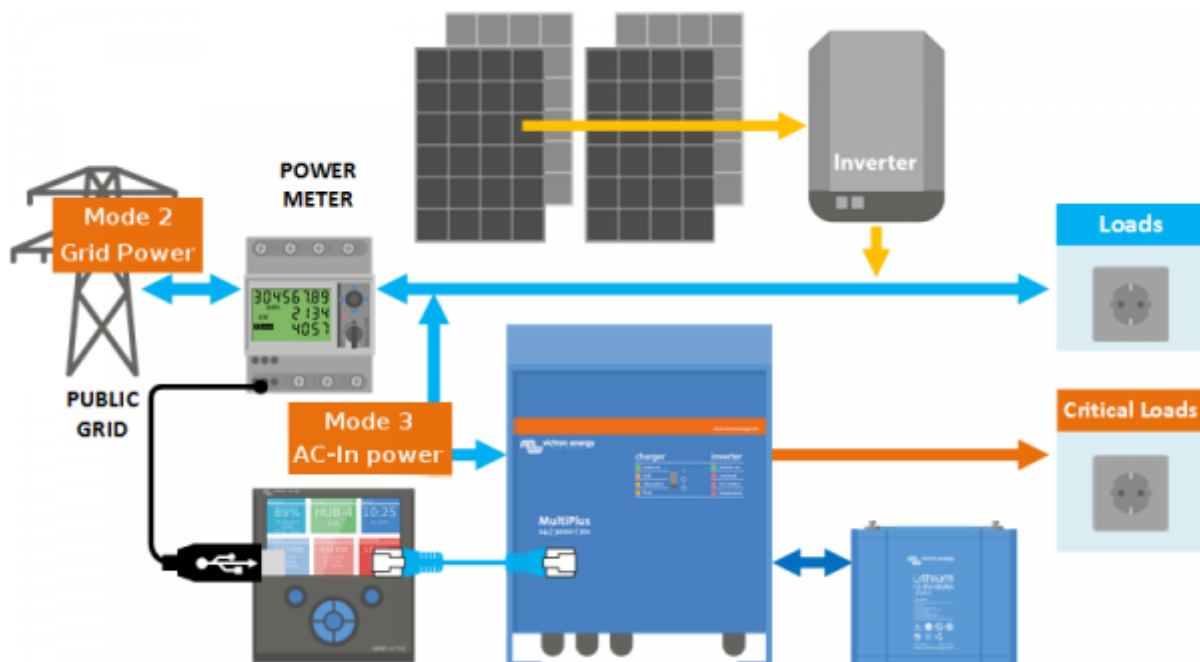 POWER
METER
Inverter
Mode 2
Grid Power
Loads
30456789
2134
4057
PUBLIC
GRID
Mode 3
AC-In power
Critical Loads
victron energy
charger
inverter
89%
HUB-4
10:25
MultiPlus
Lithium